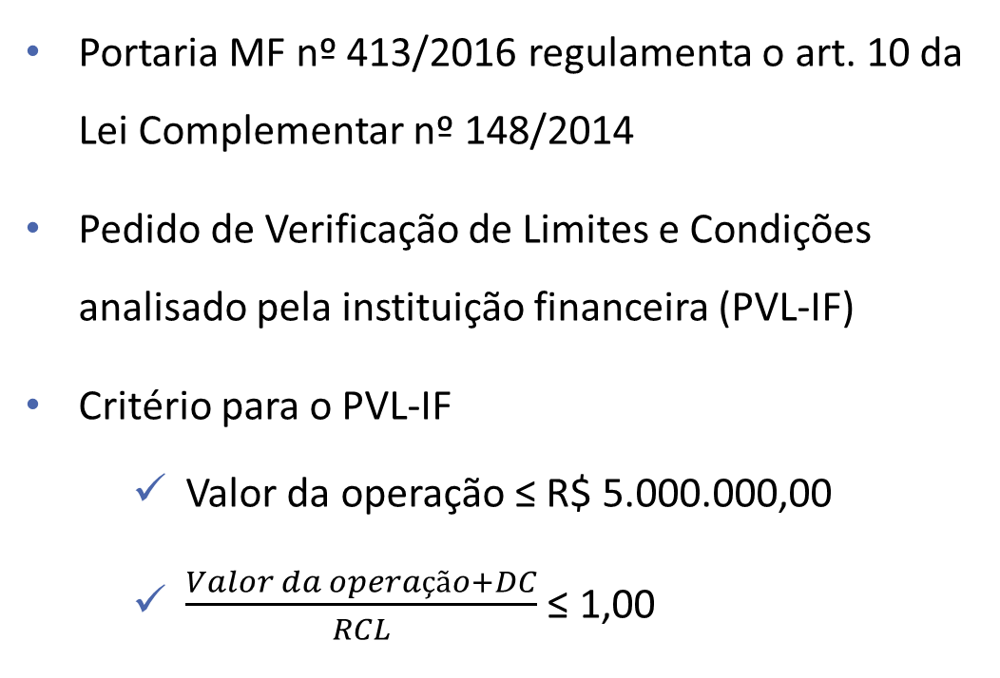 • Portaria MF nº 413/2016 regulamenta o art. 10 da
Lei Complementar nº 148/2014
• Pedido de Verificação de Limites e Condições
analisado pela instituição financeira (PVL-IF)
• Critério para o PVL-IF
✓ Valor da operação ≤ R$ 5.000.000,00
✓ Valor da operação+DC
RCL
≤ 1,00